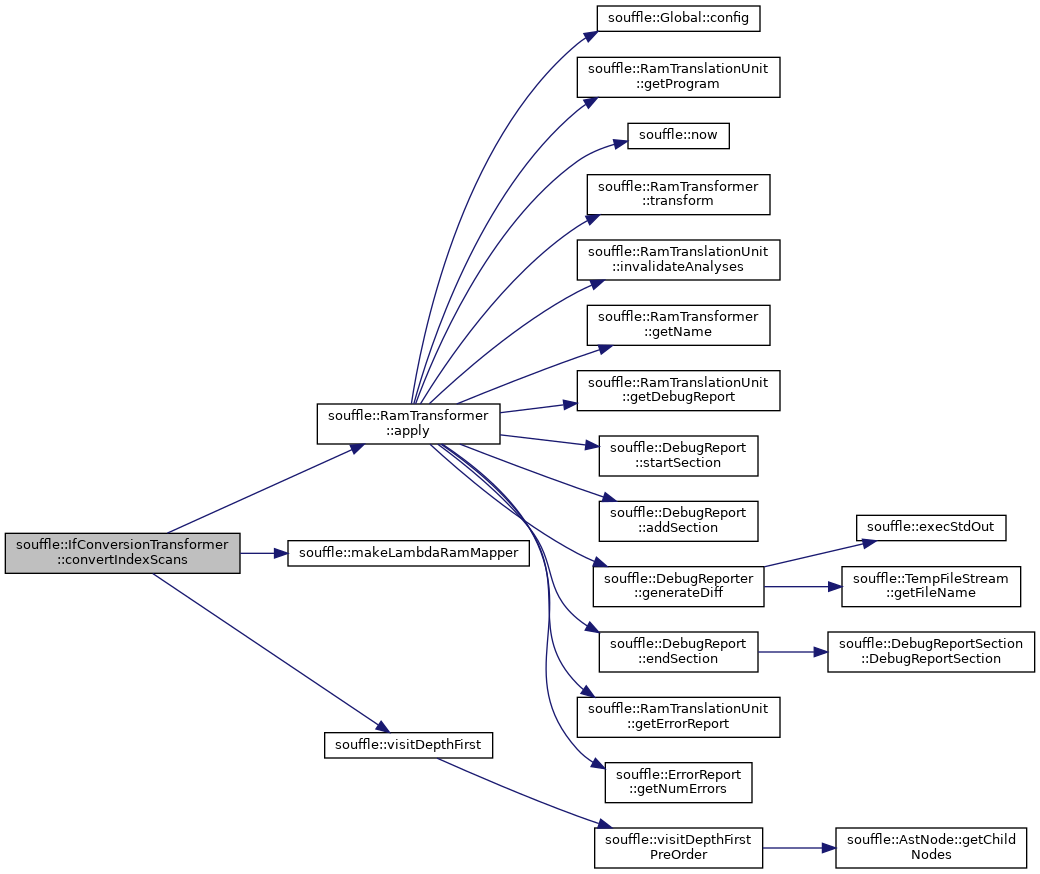 souffle::Global::config
souffle::RamTranslationUnit
::getProgram
souffle::now
souffle::RamTransformer
::transform
souffle::RamTranslationUnit
::invalidateAnalyses
souffle::RamTransformer
::getName
souffle::RamTranslationUnit
::getDebugReport
souffle::RamTransformer
::apply
souffle::DebugReport
::startSection
souffle::DebugReport
::addSection
souffle::execStdOut
souffle::IfConversionTransformer
::convertIndexScans
souffle::makeLambdaRamMapper
souffle::DebugReporter
::generateDiff
souffle::TempFileStream
::getFileName
souffle::DebugReport
::endSection
souffle::DebugReportSection
::DebugReportSection
souffle::RamTranslationUnit
::getErrorReport
souffle::visitDepthFirst
souffle::ErrorReport
::getNumErrors
souffle::visitDepthFirst
PreOrder
souffle::AstNode::getChild
Nodes